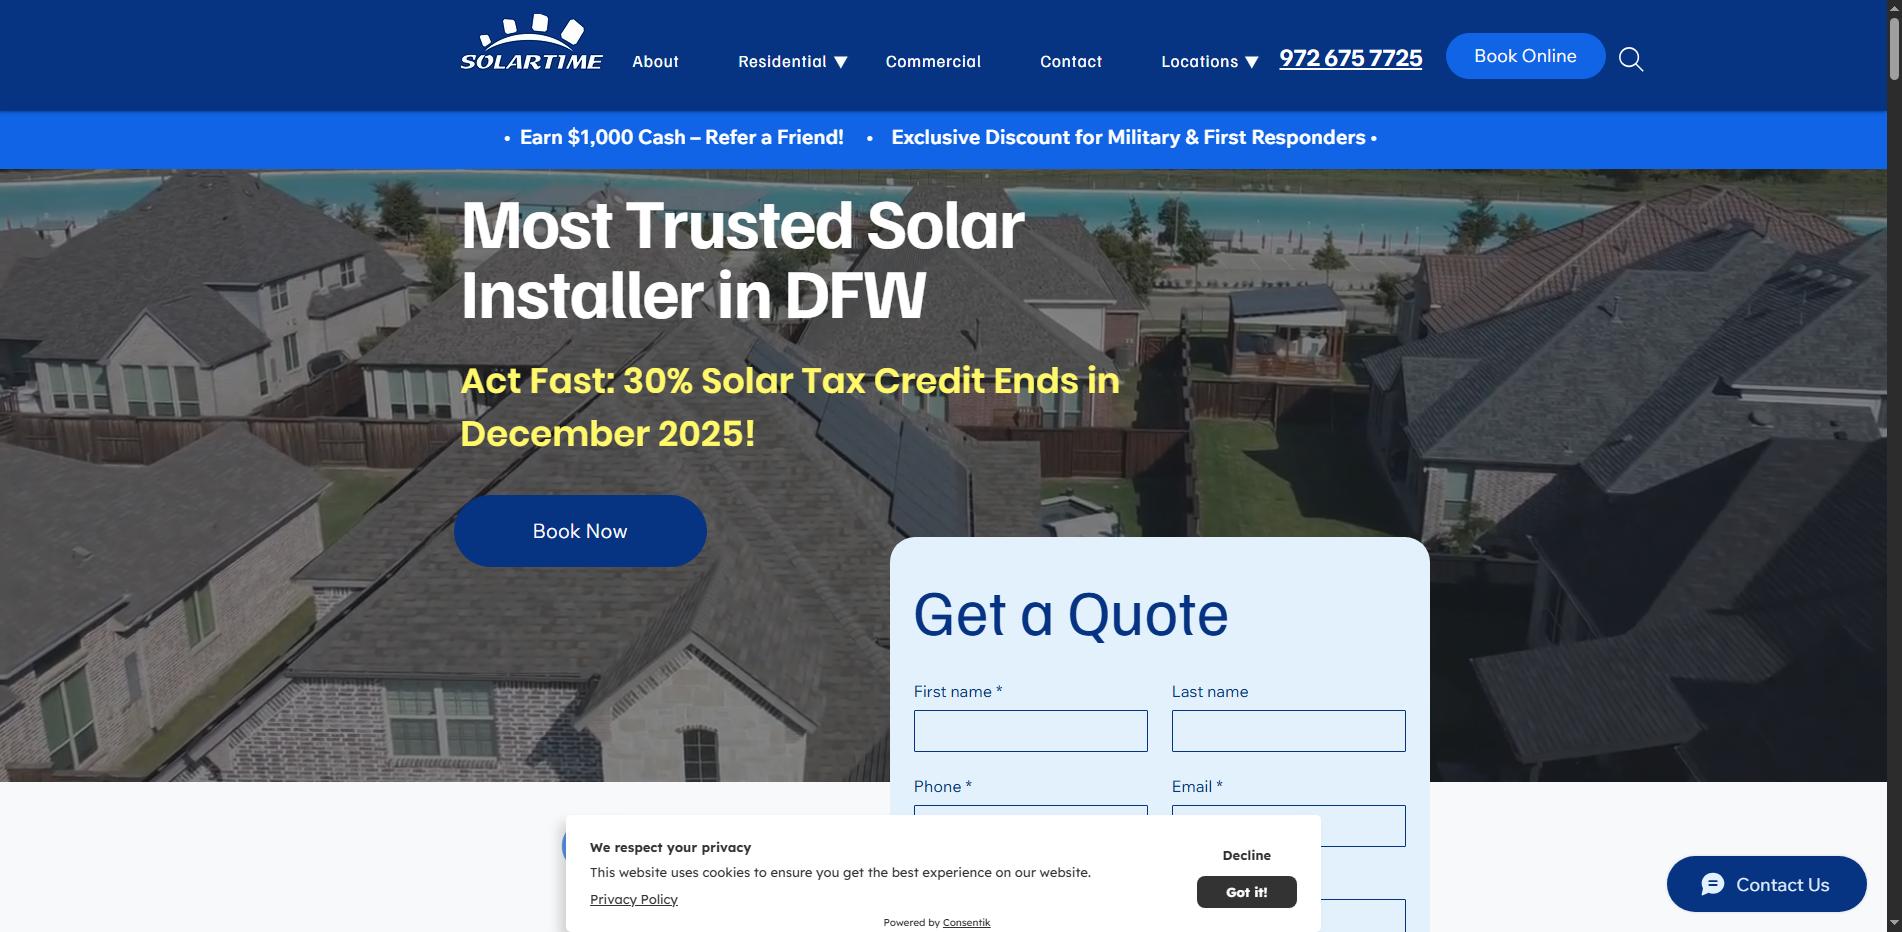 SOLARTIME
About
Residential ▼
Commercial
Contact
Locations ▼
972 675 7725
Book Online
• Earn $1,000 Cash – Refer a Friend! • Exclusive Discount for Military & First Responders •
Most Trusted Solar
Installer in DFW
Act Fast: 30% Solar Tax Credit Ends in
December 2025!
Book Now
Get a Quote
First name *
Last name
Phone *
Email *
We respect your privacy
This website uses cookies to ensure you get the best experience on our website.
Privacy Policy
Decline
Got it!
Powered by Consentik
Contact Us